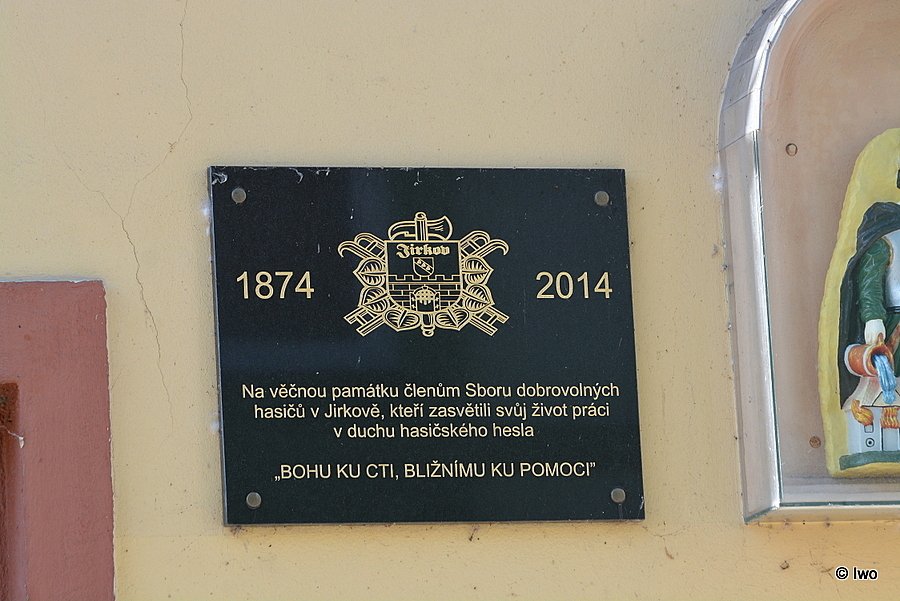 Jirkov
1874 2014
Na věčnou památku členům Sboru dobrovolných
hasičů v Jirkově, kteří zasvětili svůj život práci
v duchu hasičského hesla
„BOHU KU CTI, BLIŽNÍMU KU POMOCI”
© Iwo